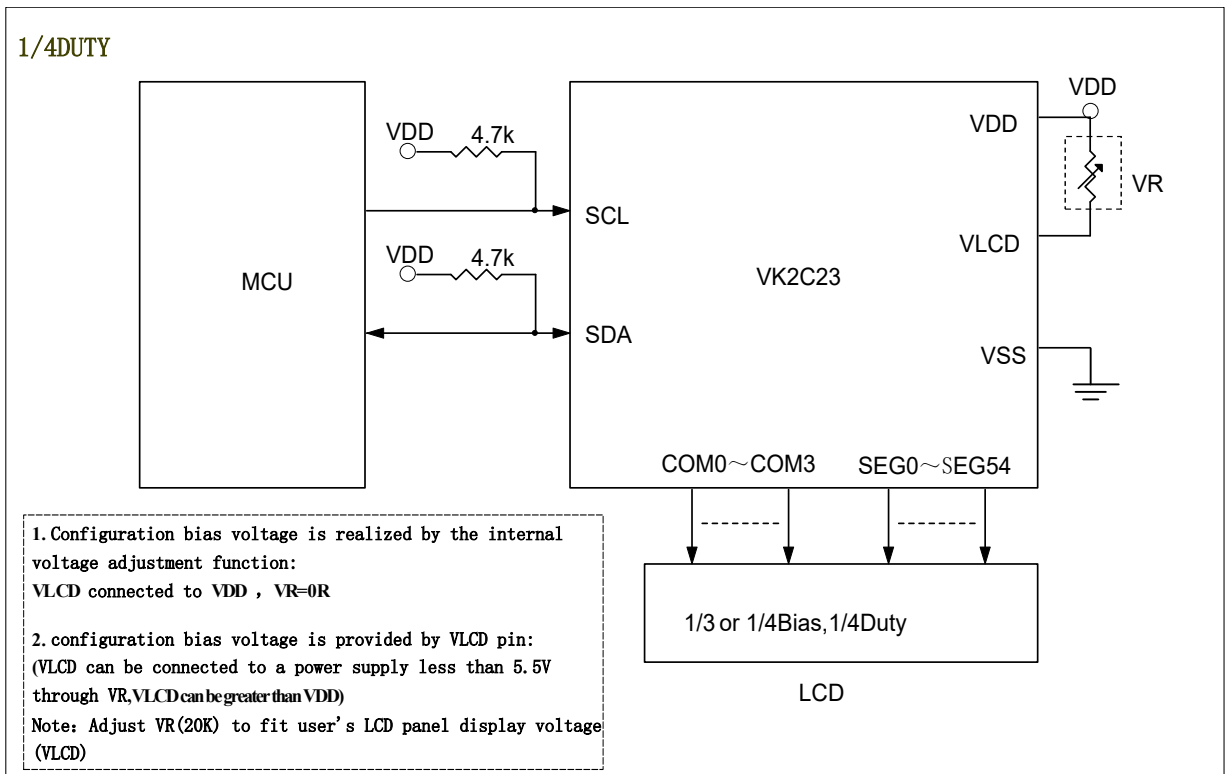 1/4DUTY
VDD
4.7k
VDD
VDD
VR
SCL
VLCD
VDD
4.7k
MCU
VK2C23
SDA
VSS
COM0～COM3
SEG0～SEG54
1. Configuration bias voltage is realized by the internal
voltage adjustment function:
VLCD connected to VDD , VR=0R
2. configuration bias voltage is provided by VLCD pin:
(VLCD can be connected to a power supply less than 5.5V
through VR,VLCD can be greater than VDD)
Note: Adjust VR(20K) to fit user's LCD panel display voltage
(VLCD)
1/3 or 1/4Bias,1/4Duty
LCD